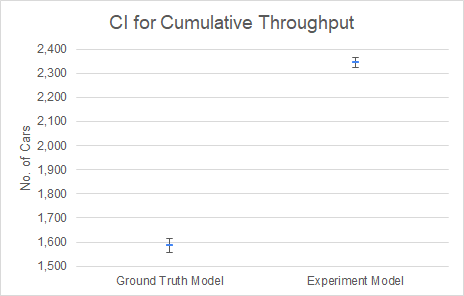 CI for Cumulative Throughput
No. of Cars
2,400
2,300
2,200
2,100
2,000
1,900
1,800
1,700
1,600
1,500
Ground Truth Model
Experiment Model